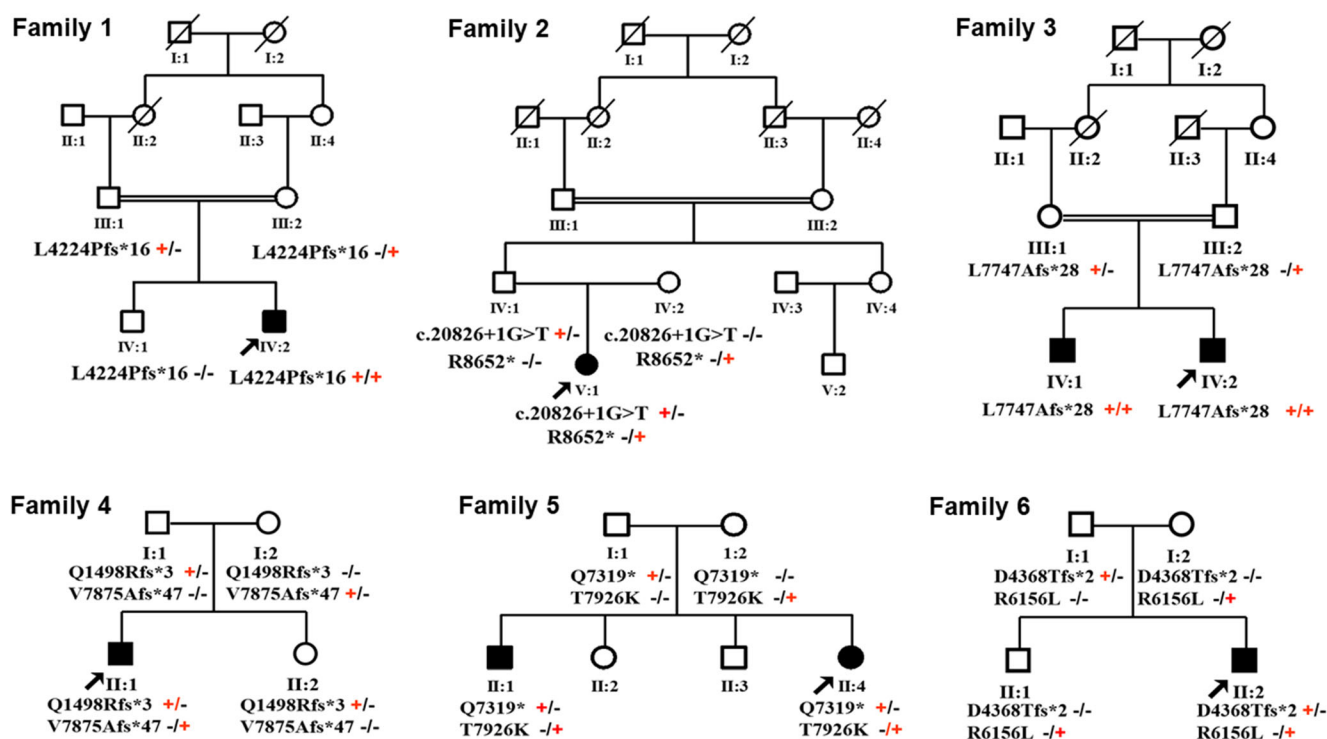 Family 1
I:1 I:2
II:1 II:2 II:3 II:4
III:1 III:2
L4224Pfs*16 +/- L4224Pfs*16 -/+
IV:1 IV:2
L4224Pfs*16 -/- L4224Pfs*16 +/+
Family 2
I:1 I:2
II:1 II:2 II:3 II:4
III:1 III:2
IV:1 IV:2 IV:3 IV:4
c.20826+1G>T +/- c.20826+1G>T -/-
R8652* -/- R8652* -/+
V:1 V:2
c.20826+1G>T +/-
R8652* -/+
Family 3
I:1 I:2
II:1 II:2 II:3 II:4
III:1 III:2
L7747Afs*28 +/- L7747Afs*28 -/+
IV:1 IV:2
L7747Afs*28 +/+ L7747Afs*28 +/+
Family 4
I:1 I:2
Q1498Rfs*3 +/- Q1498Rfs*3 -/-
V7875Afs*47 -/- V7875Afs*47 +/-
II:1 II:2
Q1498Rfs*3 +/- Q1498Rfs*3 +/-
V7875Afs*47 -/+ V7875Afs*47 -/-
Family 5
I:1 1:2
Q7319* +/- Q7319* -/-
T7926K -/- T7926K -/+
II:1 II:2 II:3 II:4
Q7319* +/- Q7319* +/-
T7926K -/+ T7926K -/+
Family 6
I:1 I:2
D4368Tfs*2 +/- D4368Tfs*2 -/-
R6156L -/- R6156L -/+
II:1 II:2
D4368Tfs*2 -/- D4368Tfs*2 +/-
R6156L -/+ R6156L -/+